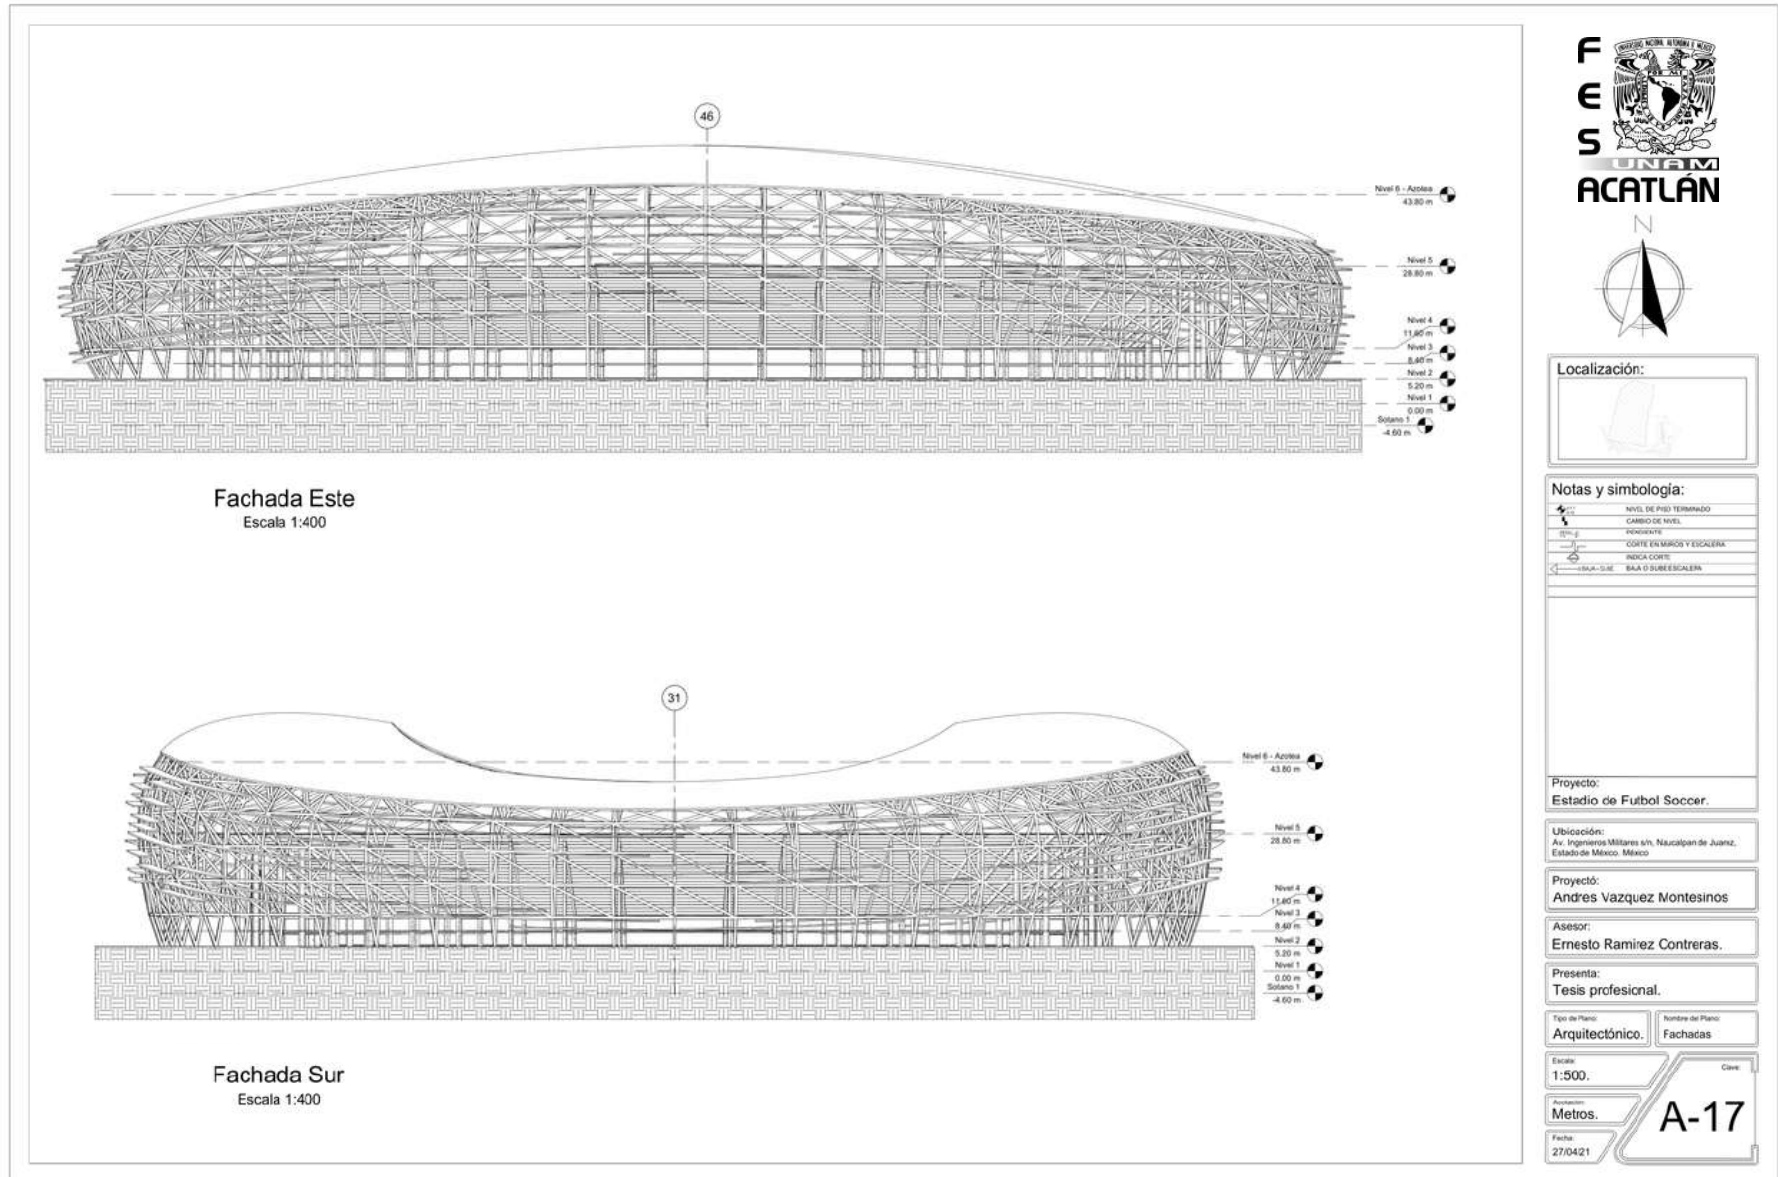 46
Nivel 6 - Azotea
43.80 m
Nivel 5
28.80 m
Nivel 4
11.60 m
Nivel 3
8.40 m
Nivel 2
5.20 m
Nivel 1
0.00 m
Sotano 1
-4.60 m
Fachada Este
Escala 1:400
31
Nivel 6 - Azotea
43.80 m
Nivel 5
28.80 m
Nivel 4
11.60 m
Nivel 3
8.40 m
Nivel 2
5.20 m
Nivel 1
0.00 m
Sotano 1
-4.60 m
Fachada Sur
Escala 1:400
FES
UNAM
ACATLÁN
N
Localización:
Notas y simbología:
NIVEL DE PISO TERMINADO
CAMBIO DE NIVEL
PENDIENTE
CORTE EN MUROS Y ESCALERA
INDICA CORTE
BAJA O SUBE ESCALERA
Proyecto:
Estadio de Futbol Soccer.
Ubicación:
Av. Ingenieros Militares s/n, Naucalpan de Juarez,
Estado de México. México
Proyectó:
Andres Vazquez Montesinos
Asesor:
Ernesto Ramirez Contreras.
Presenta:
Tesis profesional.
Tipo de Plano:
Arquitectónico.
Nombre de Plano:
Fachadas
Escala:
1:500.
Clave:
A-17
Acotación:
Metros.
Fecha:
27/04/21